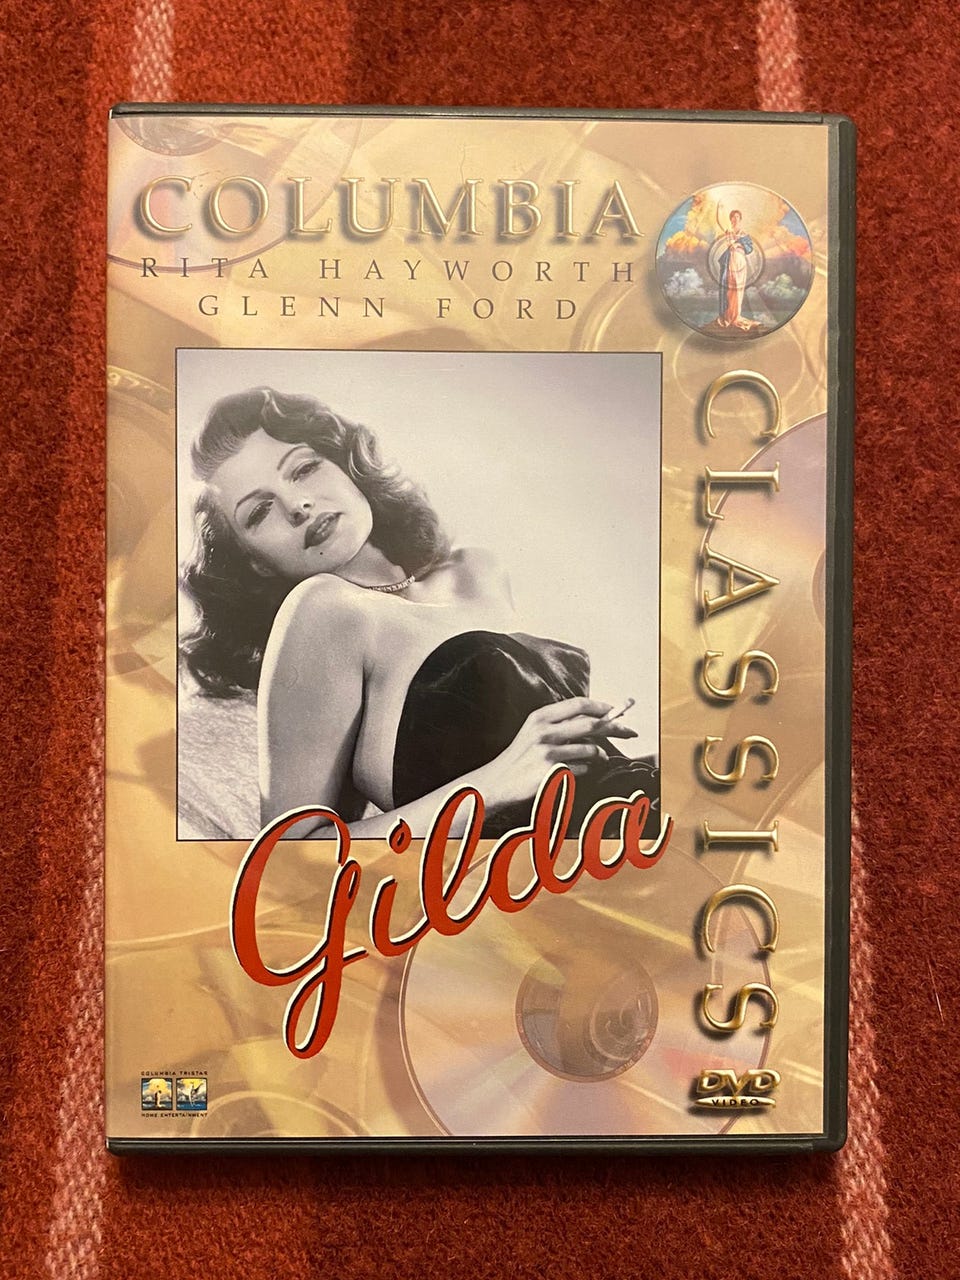 COLUMBIA
RITA HAYWORTH
GLENN FORD
CLASSICS
Gilda
COLUMBIA TRISTAR
HOME ENTERTAINMENT
DVD
VIDEO